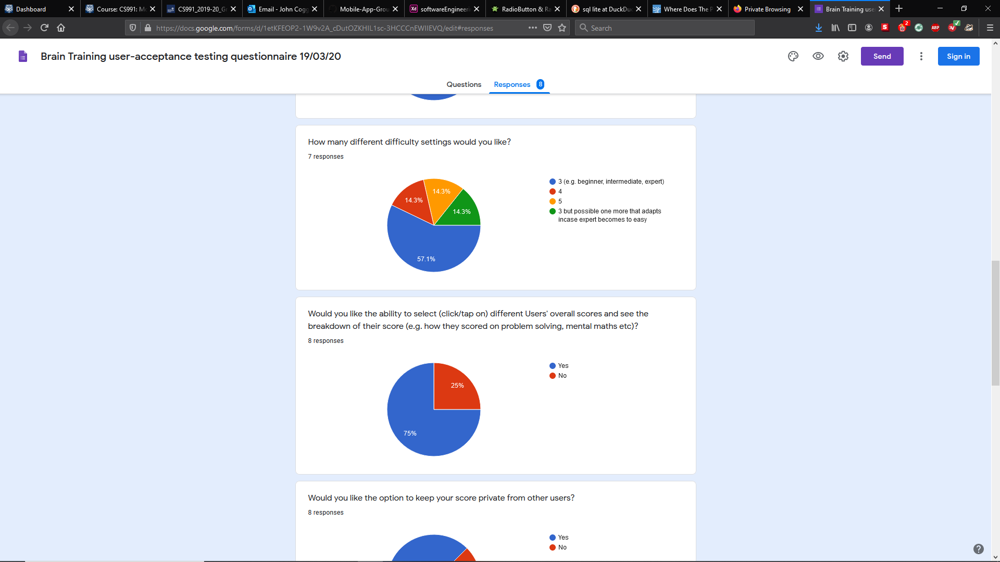 Dashboard
Course: CS991: Mo
CS991_2019-20_Gr
Email - John Cogg
Mobile-App-Grou
softwareEngineeri
RadioButton & Ra
sql lite at DuckDuc
Where Does The P
Private Browsing
Brain Training use
https://docs.google.com/forms/d/1etKFEOP2-1W9v2A_cDutOZKHIL1sc-3HCCCnEWIIEVQ/edit#responses
Search
2
ABP
Brain Training user-acceptance testing questionnaire 19/03/20
Send
Sign in
Questions
Responses 8
How many different difficulty settings would you like?
7 responses
14.3%
14.3%
14.3%
57.1%
3 (e.g. beginner, intermediate, expert)
4
5
3 but possible one more that adapts
incase expert becomes to easy
Would you like the ability to select (click/tap on) different Users' overall scores and see the
breakdown of their score (e.g. how they scored on problem solving, mental maths etc)?
8 responses
25%
75%
Yes
No
Would you like the option to keep your score private from other users?
8 responses
Yes
No